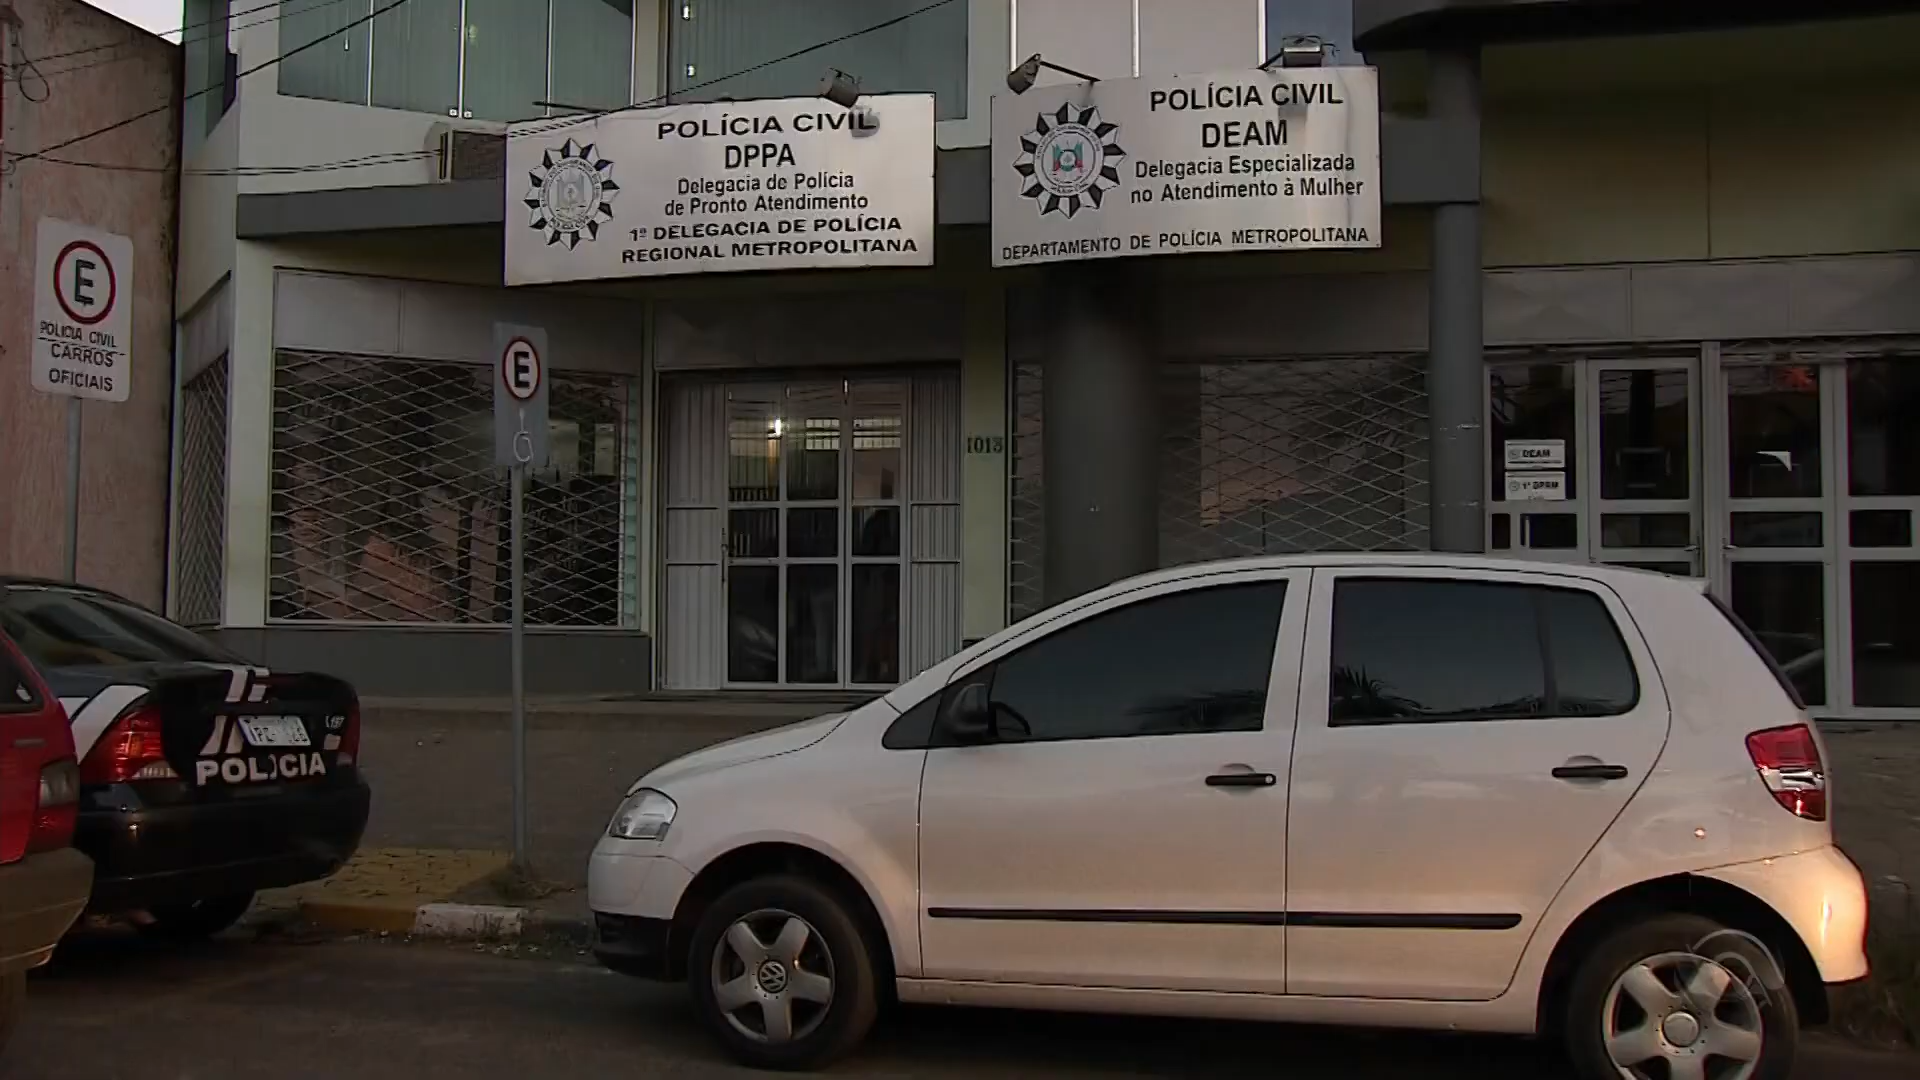 POLÍCIA CIVIL
DPPA
Delegacia de Polícia
de Pronto Atendimento
1ª DELEGACIA DE POLÍCIA
REGIONAL METROPOLITANA
POLÍCIA CIVIL
DEAM
Delegacia Especializada
no Atendimento à Mulher
DEPARTAMENTO DE POLÍCIA METROPOLITANA
E
POLICIA CIVIL
CARROS
OFICIAIS
E
1013
DEAM
1ª DPRM
POLICIA